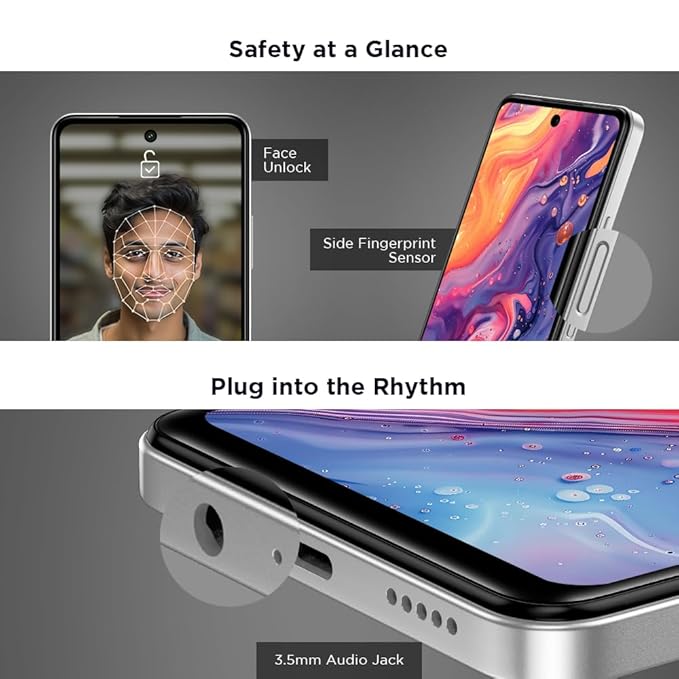 Safety at a Glance
Face
Unlock
Side Fingerprint
Sensor
Plug into the Rhythm
3.5mm Audio Jack